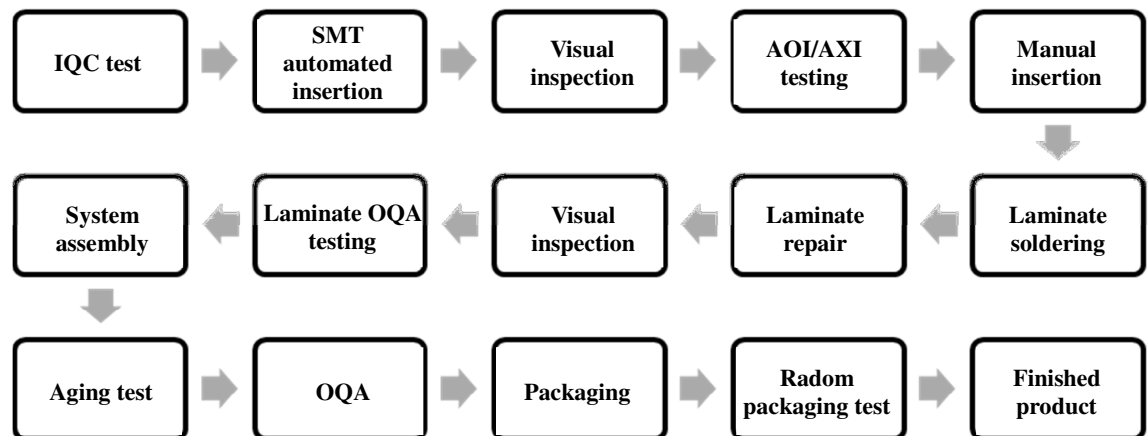 IQC test
SMT
automated
insertion
Visual
inspection
AOI/AXI
testing
Manual
insertion
Laminate
soldering
Laminate
repair
Visual
inspection
Laminate OQA
testing
System
assembly
Aging test
OQA
Packaging
Radom
packaging test
Finished
product